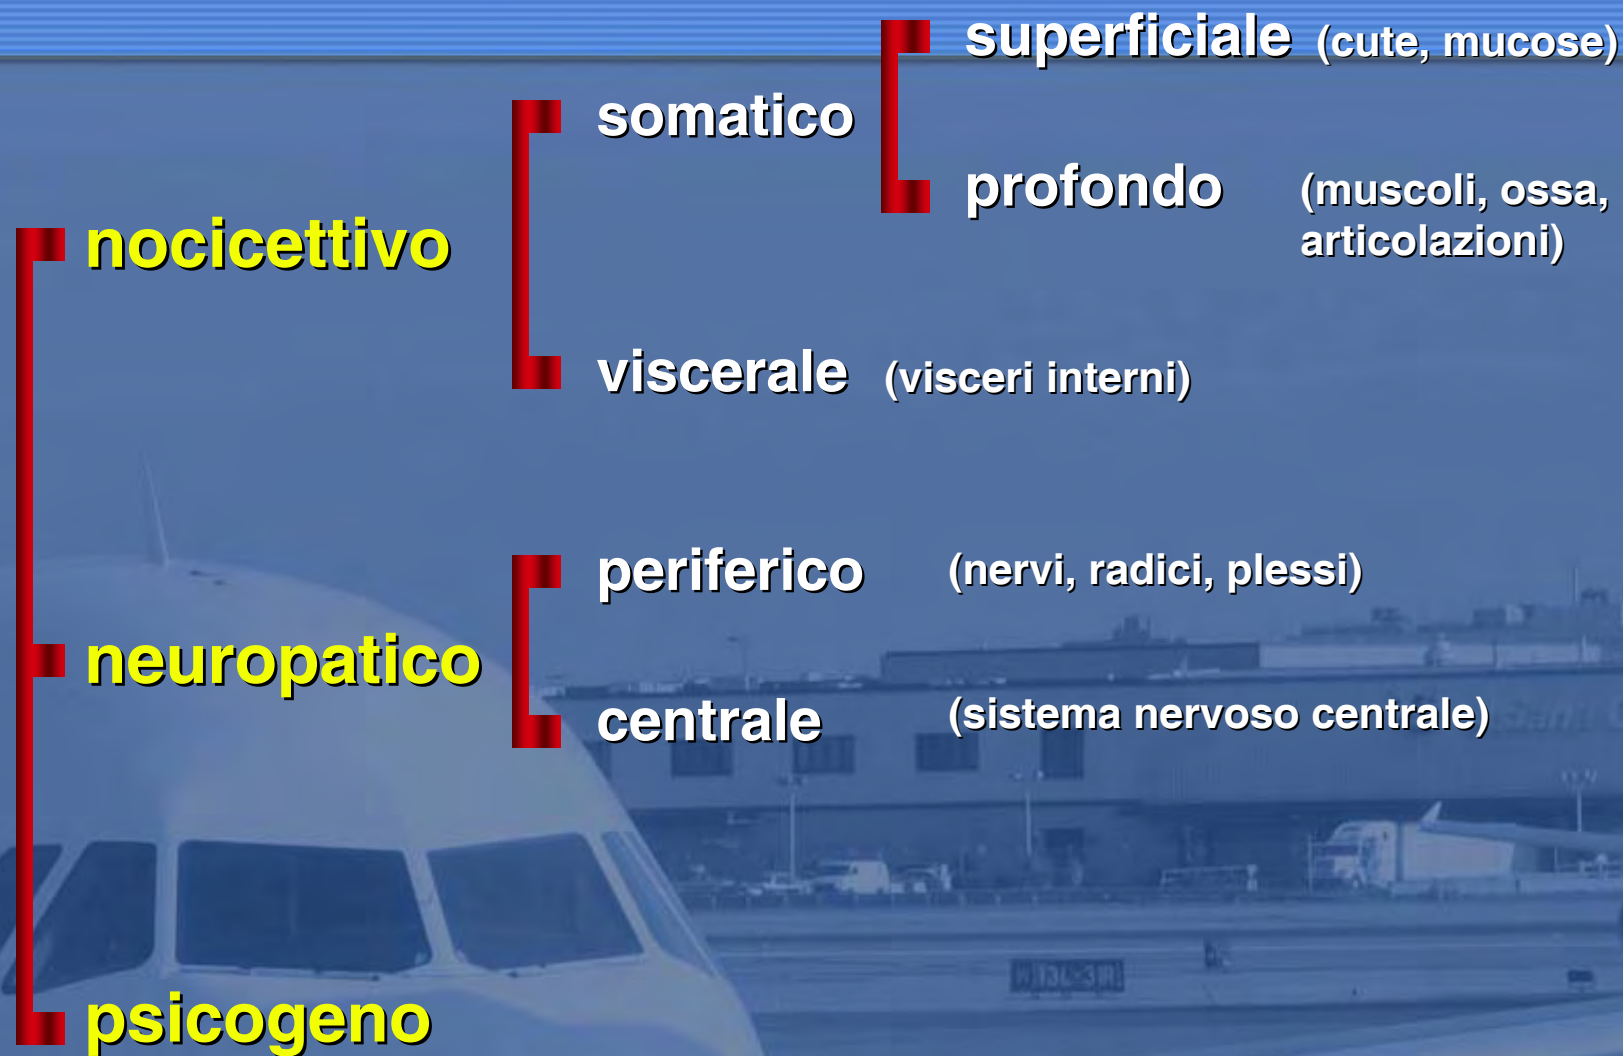 superficiale (cute, mucose)
somatico
profondo (muscoli, ossa,
articolazioni)
nocicettivo
viscerale (visceri interni)
periferico (nervi, radici, plessi)
neuropatico
centrale (sistema nervoso centrale)
psicogeno